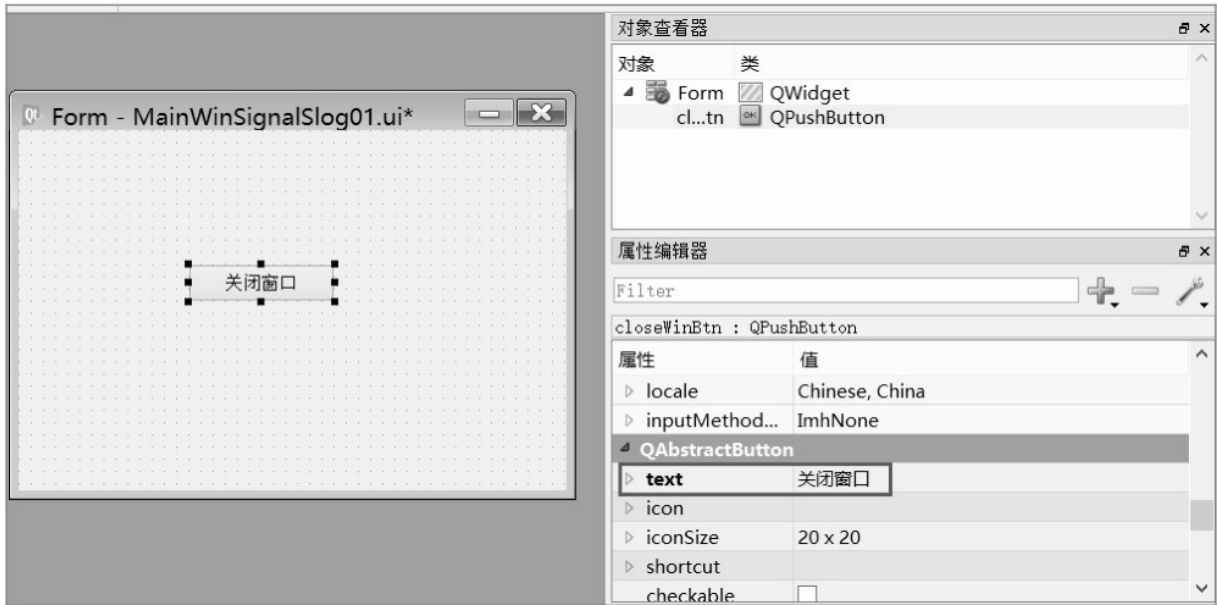 Form - MainWinSignalSlog01.ui*
关闭窗口
对象查看器
对象 类
Form QWidget
cl...tn QPushButton
属性编辑器
Filter
closeWinBtn : QPushButton
属性 值
locale Chinese, China
inputMethod... ImhNone
QAbstractButton
text 关闭窗口
icon
iconSize 20 x 20
shortcut
checkable